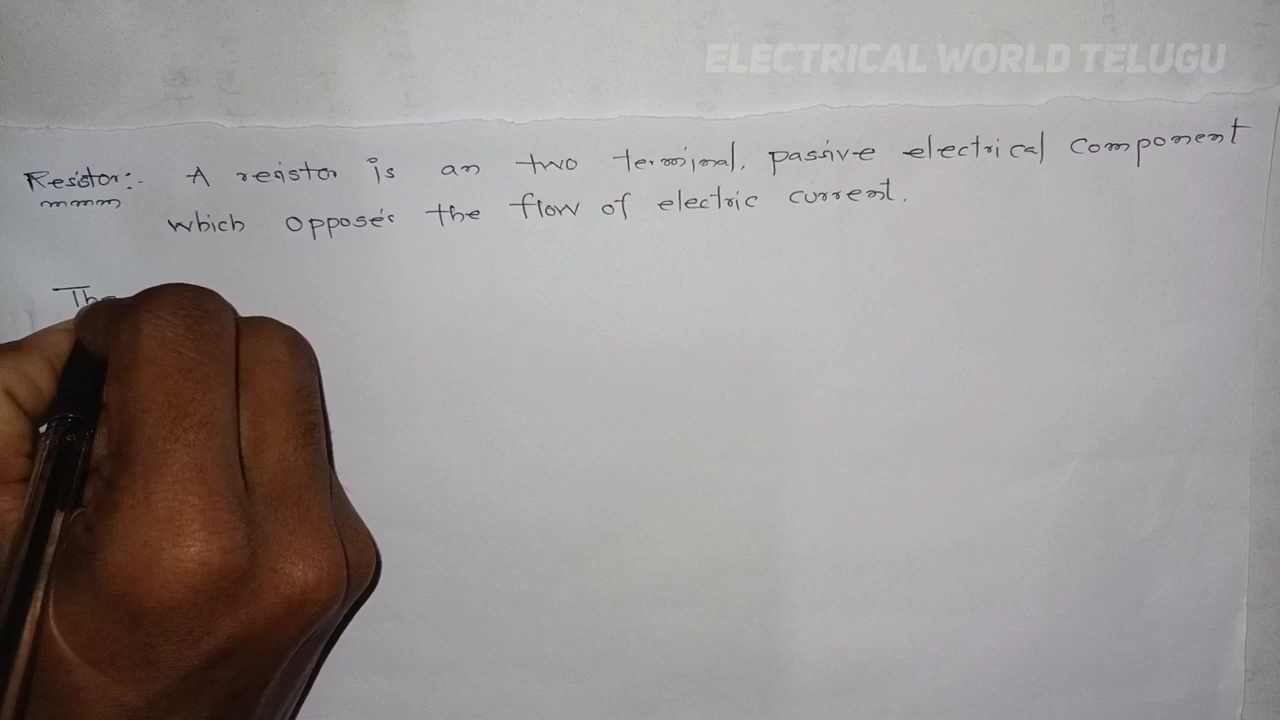 ELECTRICAL WORLD TELUGU
Resistor:- A resistor is an two terminal, passive electrical component
which opposes the flow of electric current.
The